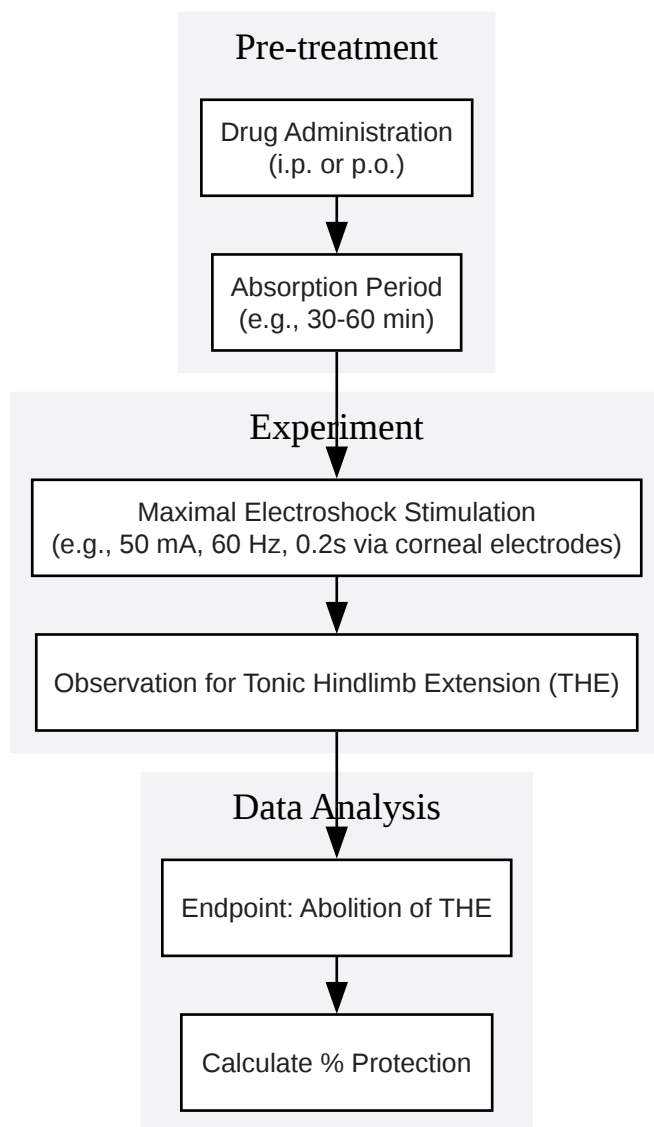 Pre-treatment
Drug Administration
(i.p. or p.o.)
Absorption Period
(e.g., 30-60 min)
Experiment
Maximal Electroshock Stimulation
(e.g., 50 mA, 60 Hz, 0.2s via corneal electrodes)
Observation for Tonic Hindlimb Extension (THE)
Data Analysis
Endpoint: Abolition of THE
Calculate % Protection